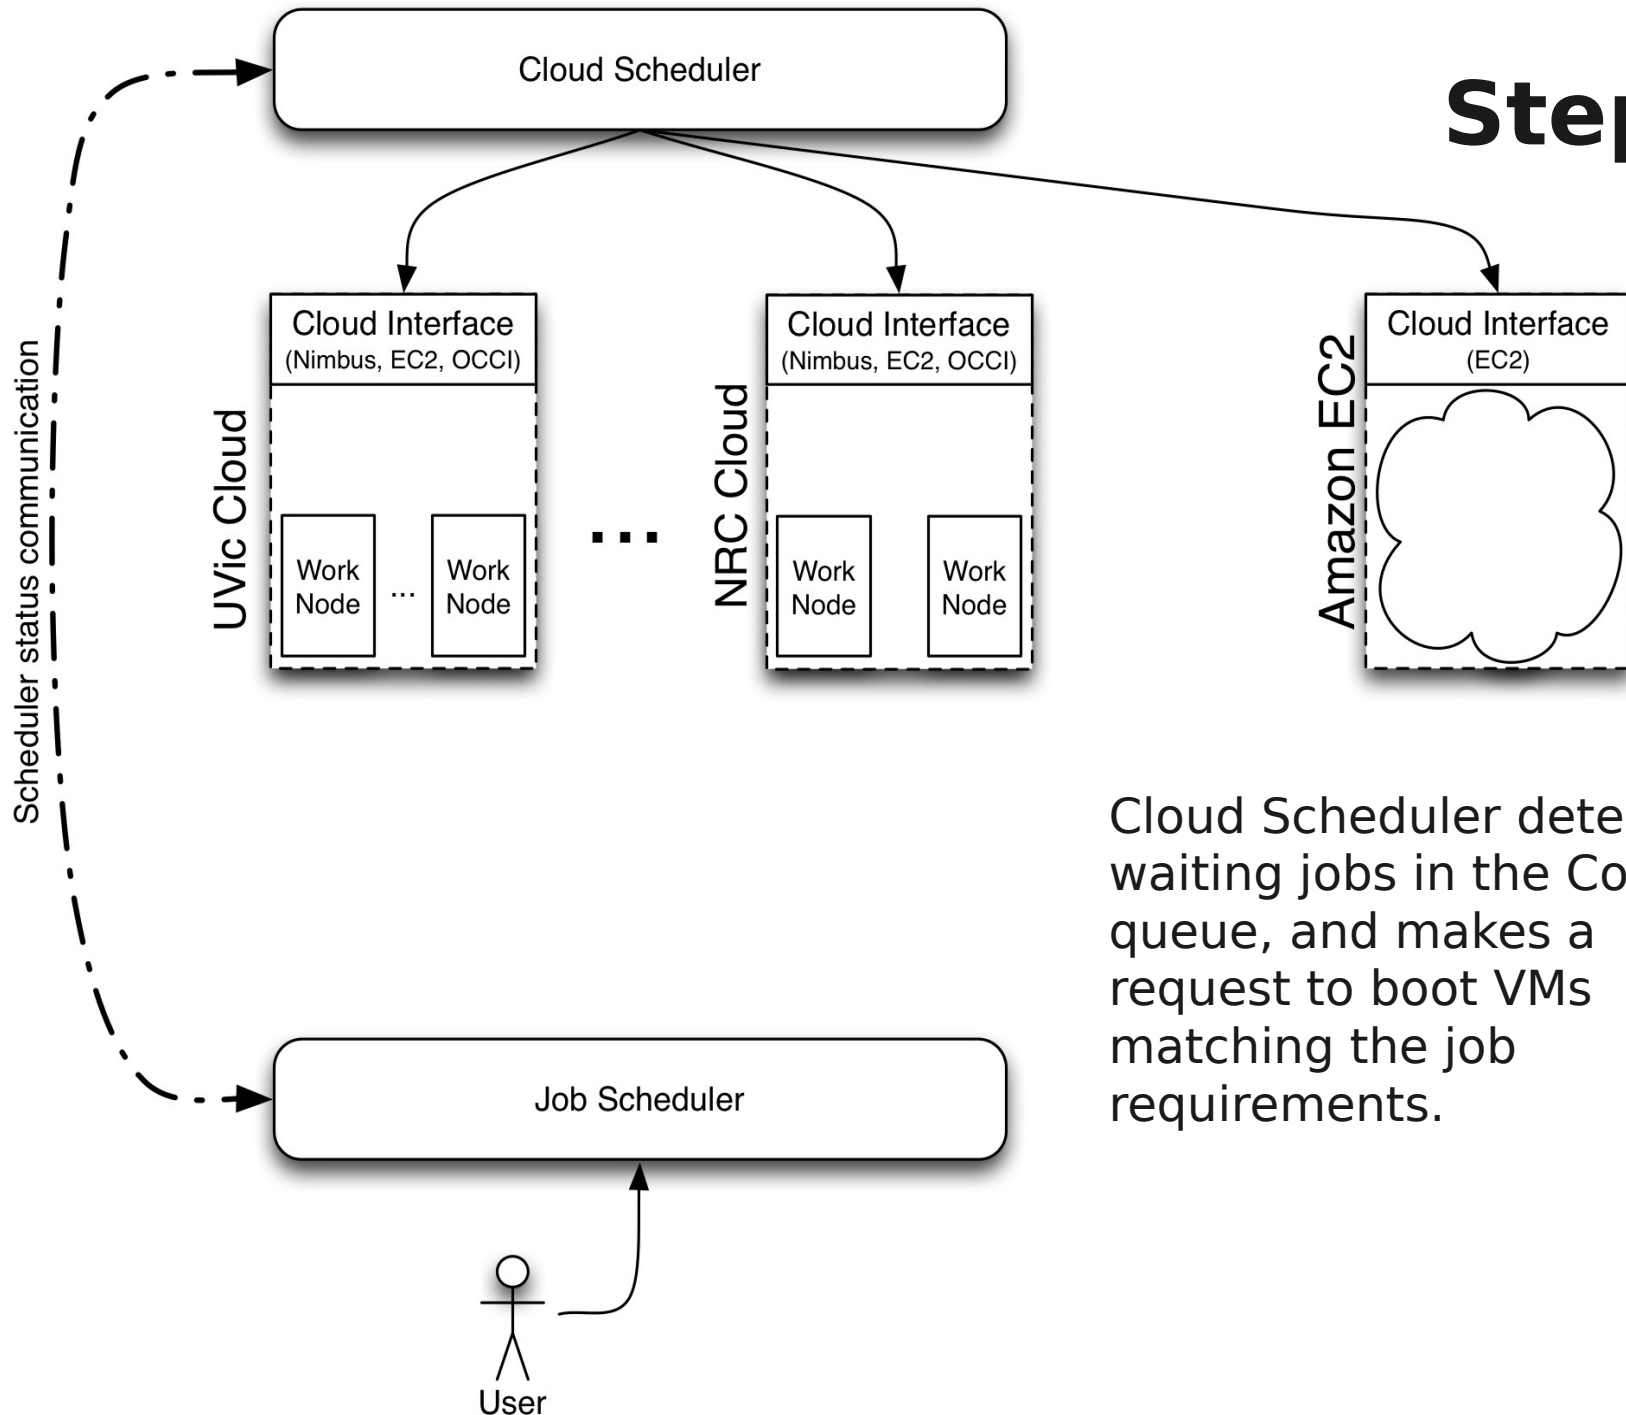 Cloud Scheduler
Step
Scheduler status communication
UVic Cloud
Cloud Interface
(Nimbus, EC2, OCCI)
Work
Node
...
Work
Node
...
NRC Cloud
Cloud Interface
(Nimbus, EC2, OCCI)
Work
Node
Work
Node
Amazon EC2
Cloud Interface
(EC2)
Cloud Scheduler dete
waiting jobs in the Co
queue, and makes a
request to boot VMs
matching the job
requirements.
Job Scheduler
User